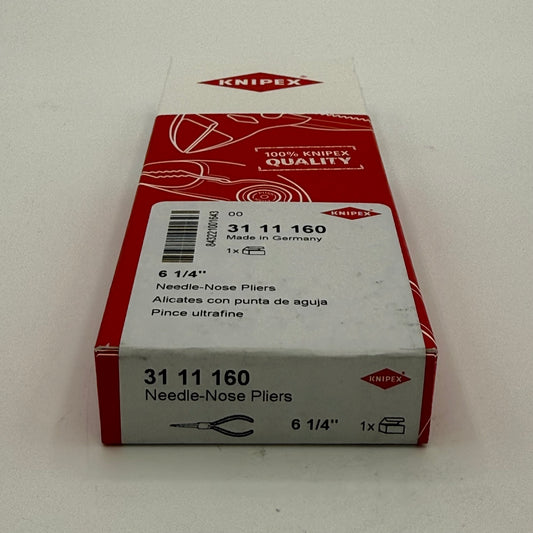 KNIPEX
100% KNIPEX
QUALITY
843221001643
00
KNIPEX
31 11 160
Made in Germany
1x
6 1/4"
Needle-Nose Pliers
Alicates con punta de aguja
Pince ultrafine
31 11 160
KNIPEX
Needle-Nose Pliers
6 1/4"
1x